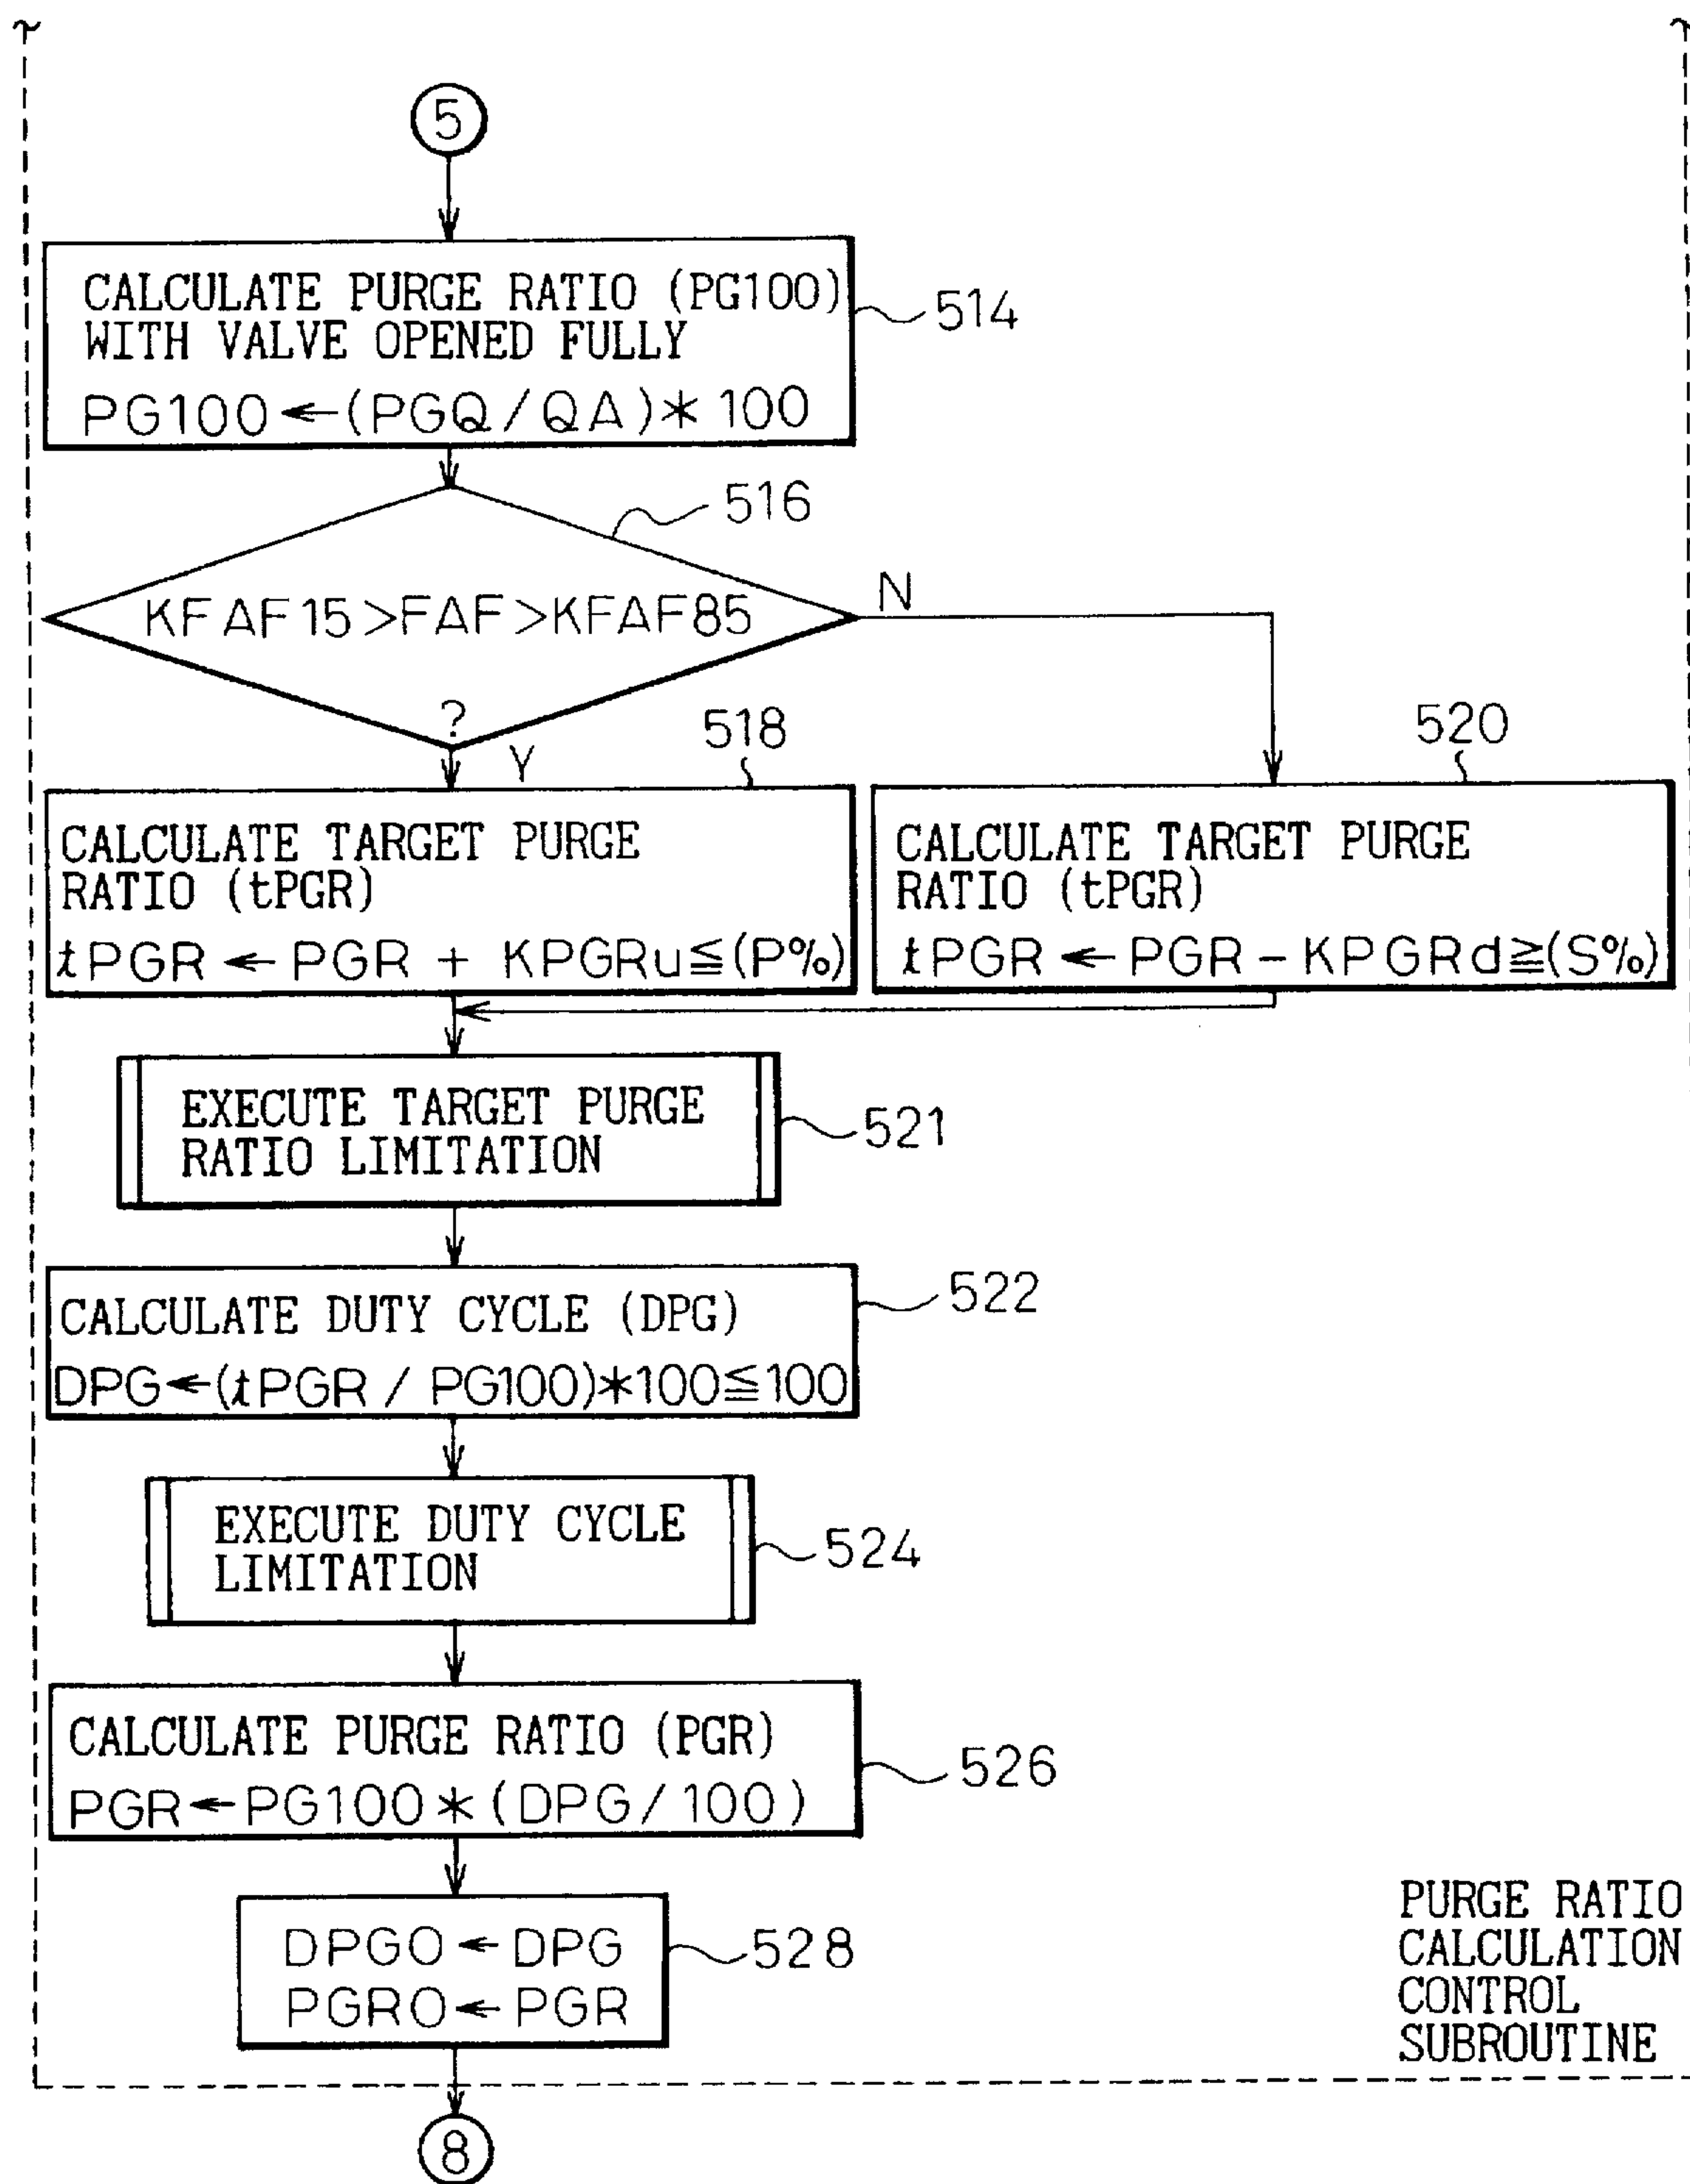 5
CALCULATE PURGE RATIO (PG100)
WITH VALVE OPENED FULLY
PG100←(PGQ/QA)* 100
514
516
KFAF15>FAF>KFAF85
?
N
Y
518
CALCULATE TARGET PURGE
RATIO (tPGR)
tPGR ← PGR + KPGRu≦(P%)
520
CALCULATE TARGET PURGE
RATIO (tPGR)
tPGR ← PGR - KPGRd≧(S%)
EXECUTE TARGET PURGE
RATIO LIMITATION
521
CALCULATE DUTY CYCLE (DPG)
DPG←(tPGR / PG100)*100≦100
522
EXECUTE DUTY CYCLE
LIMITATION
524
CALCULATE PURGE RATIO (PGR)
PGR←PG100*(DPG/100)
526
DPGO ← DPG
PGRO ← PGR
528
PURGE RATIO
CALCULATION
CONTROL
SUBROUTINE
8